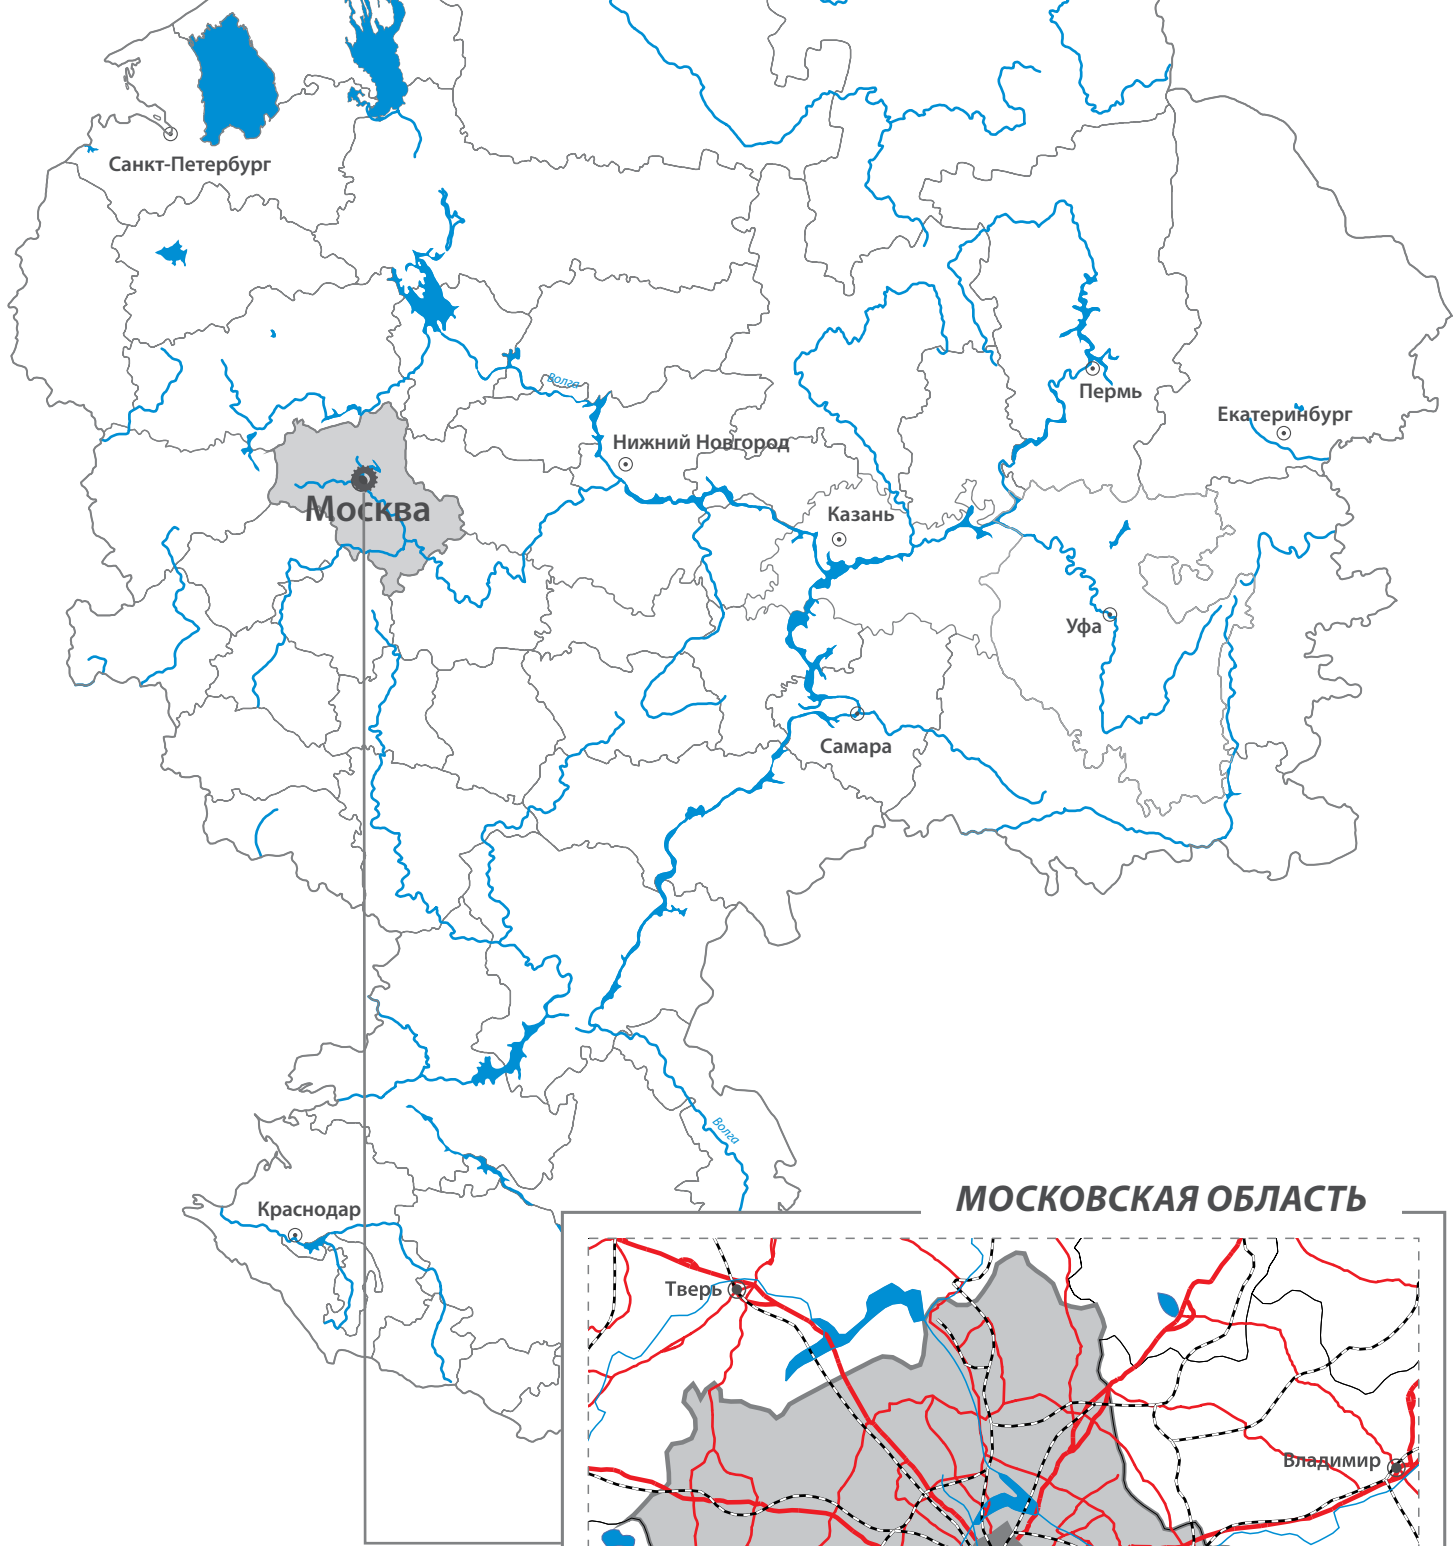 Санкт-Петербург
Волга
Пермь
Екатеринбург
Нижний Новгород
Москва
Казань
Уфа
Самара
Волга
Краснодар
МОСКОВСКАЯ ОБЛАСТЬ
Тверь
Владимир